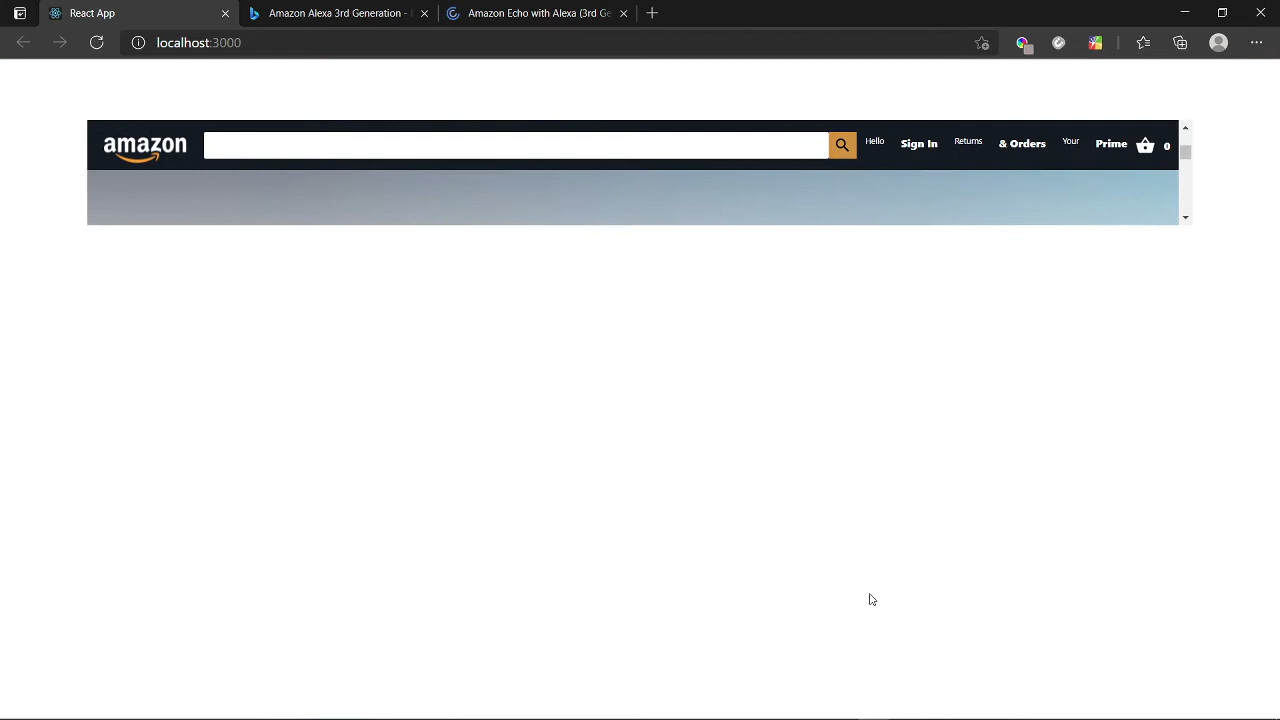 React App
Amazon Alexa 3rd Generation -
Amazon Echo with Alexa (3rd Ge
localhost:3000
amazon
Hello
Sign In
Returns
& Orders
Your
Prime
0